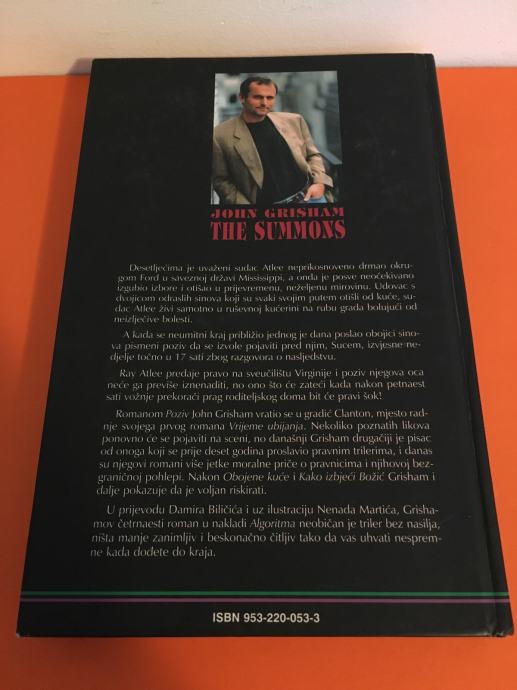 JOHN GRISHAM
THE SUMMONS
Desetljećima je uvaženi sudac Atlee neprikosnoveno drmao okru-
gom Ford u saveznoj državi Mississippi, a onda je posve neočekivano
izgubio izbore i otišao u prijevremenu, neželjenu mirovinu. Udovac s
dvojicom odraslih sinova koji su svaki svojim putem otišli od kuće, su-
dac Atlee živi samotno u ruševnoj kućerini na rubu grada bolujući od
neizlječive bolesti.
A kada se neumitni kraj približio jednog je dana poslao obojici sino-
va pismeni poziv da se izvole pojaviti pred njim, Sucem, izvjesne ne-
djelje točno u 17 sati zbog razgovora o nasljedstvu.
Ray Atlee predaje pravo na sveučilištu Virginije i poziv njegova oca
neće ga previše iznenaditi, no ono što će zateći kada nakon petnaest
sati vožnje prekorači prag roditeljskog doma bit će pravi šok!
Romanom Poziv John Grisham vratio se u gradić Clanton, mjesto rad-
nje svojega prvog romana Vrijeme ubijanja. Nekoliko poznatih likova
ponovno će se pojaviti na sceni, no današnji Grisham drugačiji je pisac
od onoga koji se prije deset godina proslavio pravnim trilerima, i danas
su njegovi romani više jetke moralne priče o pravnicima i njihovoj bez-
graničnoj pohlepi. Nakon Obojene kuće i Kako izbjeći Božić Grisham i
dalje pokazuje da je voljan riskirati.
U prijevodu Damira Biličića i uz ilustraciju Nenada Martića, Grisha-
mov četrnaesti roman u nakladi Algoritma neobičan je triler bez nasilja,
ništa manje zanimljiv i beskonačno čitljiv tako da vas uhvati nesprem-
ne kada dođete do kraja.
ISBN 953-220-053-3